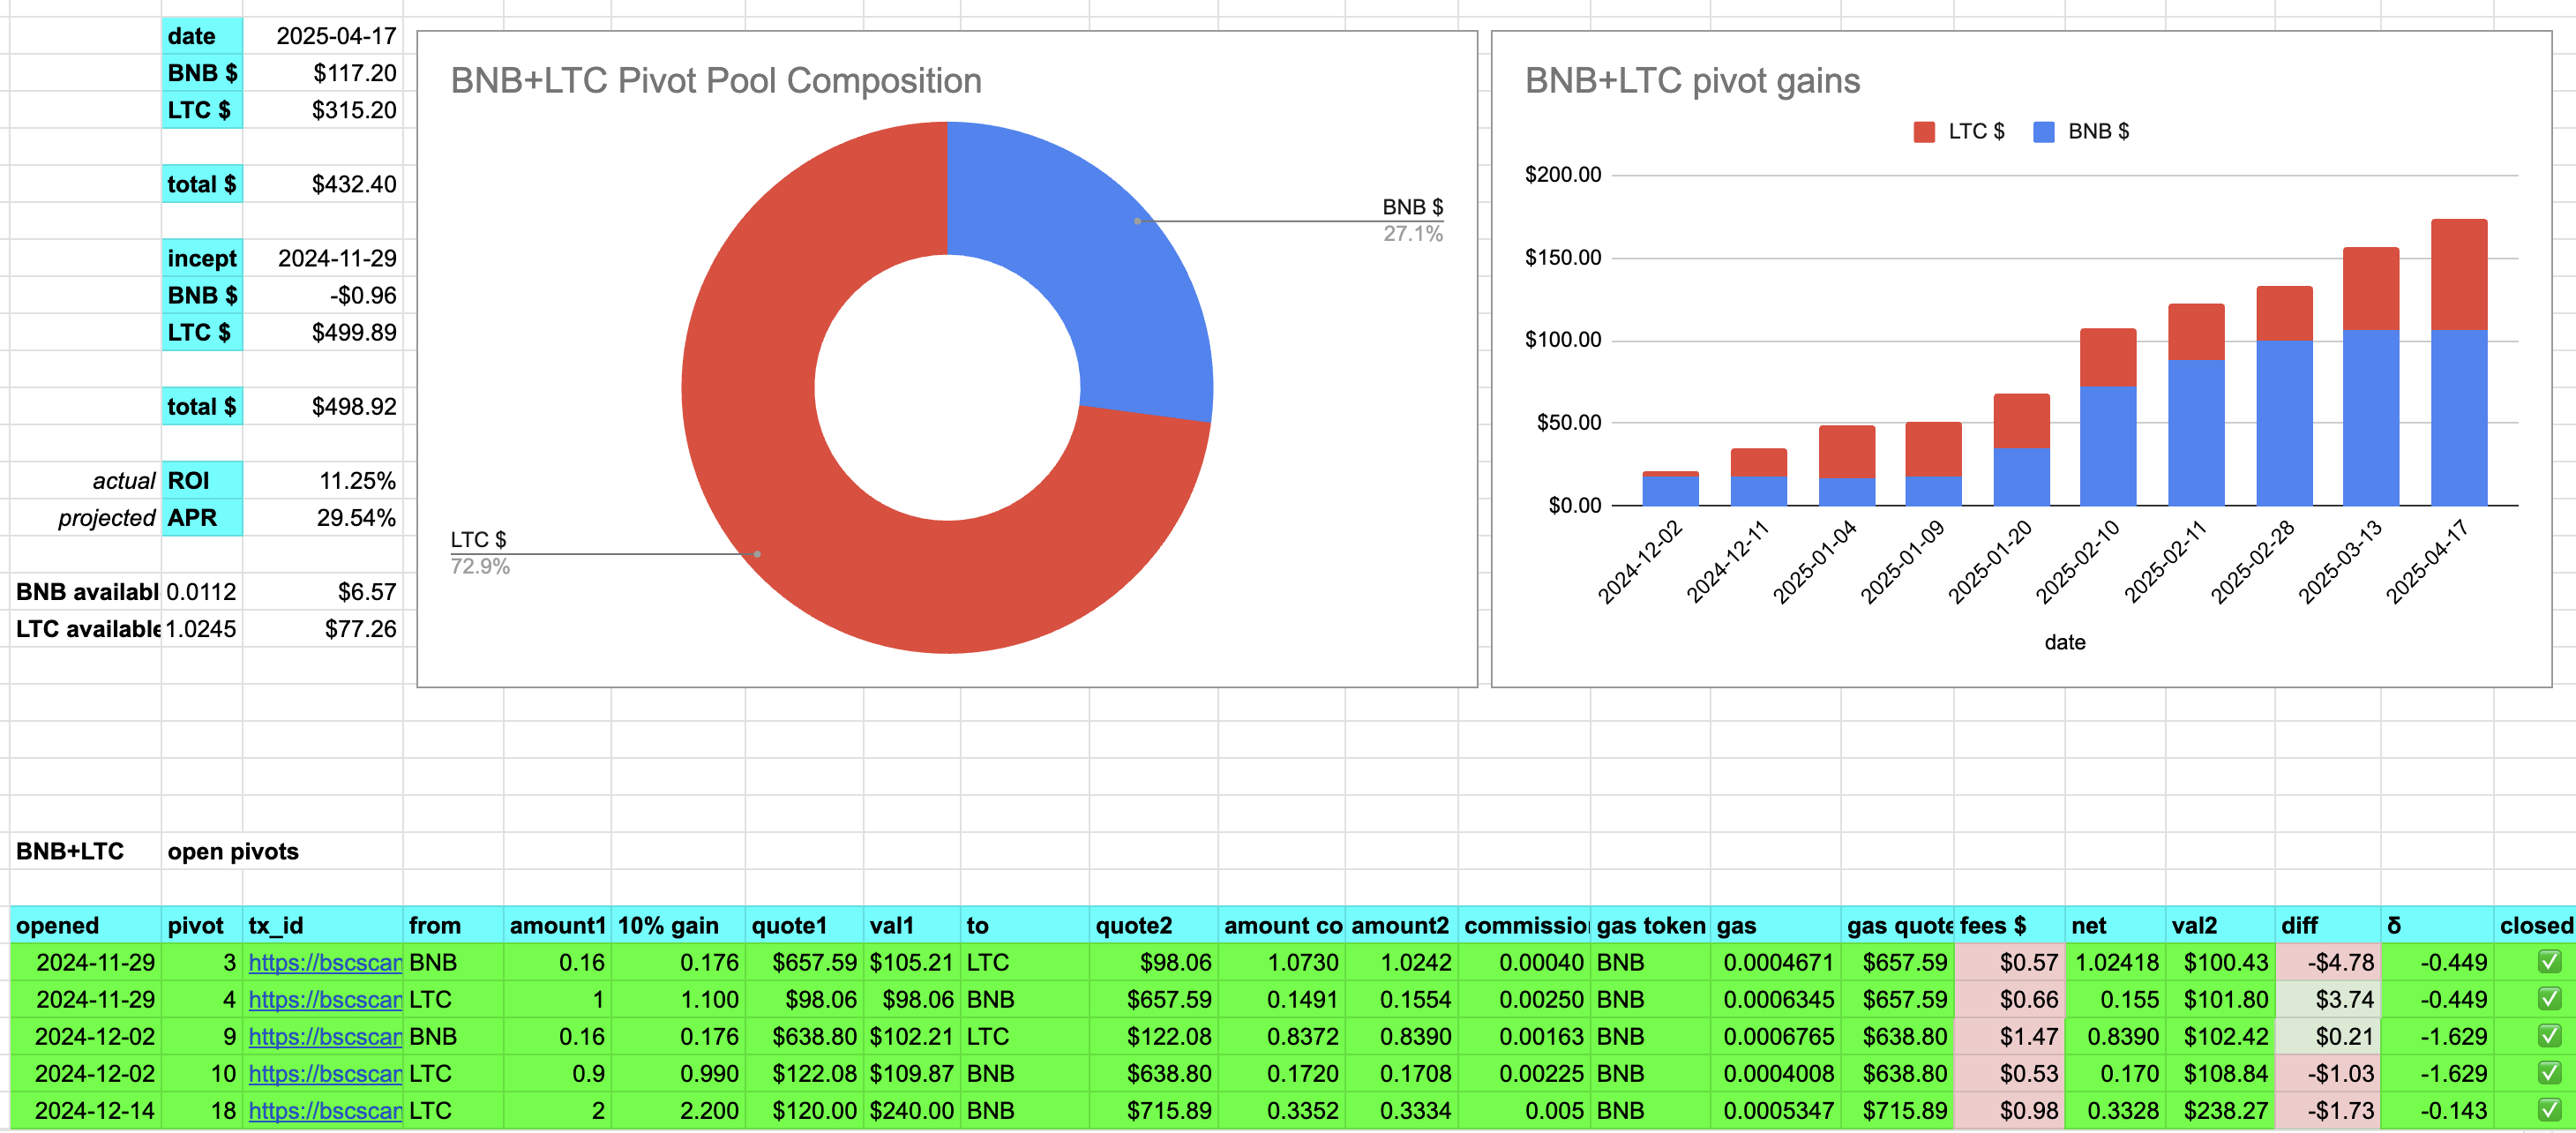 date 2025-04-17
BNB $ $117.20
LTC $ $315.20
total $ $432.40
incept 2024-11-29
BNB $ -$0.96
LTC $ $499.89
total $ $498.92
actual ROI 11.25%
projected APR 29.54%
BNB availabl 0.0112 $6.57
LTC available 1.0245 $77.26
BNB+LTC Pivot Pool Composition
BNB $
27.1%
LTC $
72.9%
BNB+LTC pivot gains
LTC $ BNB $
$200.00
$150.00
$100.00
$50.00
$0.00
2024-12-02 2024-12-11 2025-01-04 2025-01-09 2025-01-20 2025-02-10 2025-02-11 2025-02-28 2025-03-13 2025-04-17
date
BNB+LTC open pivots
opened pivot tx_id from amount1 10% gain quote1 val1 to quote2 amount co amount2 commissio gas token gas gas quote fees $ net val2 diff δ closed
2024-11-29 3 https://bscscan BNB 0.16 0.176 $657.59 $105.21 LTC $98.06 1.0730 1.0242 0.00040 BNB 0.0004671 $657.59 $0.57 1.02418 $100.43 -$4.78 -0.449 ✅
2024-11-29 4 https://bscscan LTC 1 1.100 $98.06 $98.06 BNB $657.59 0.1491 0.1554 0.00250 BNB 0.0006345 $657.59 $0.66 0.155 $101.80 $3.74 -0.449 ✅
2024-12-02 9 https://bscscan BNB 0.16 0.176 $638.80 $102.21 LTC $122.08 0.8372 0.8390 0.00163 BNB 0.0006765 $638.80 $1.47 0.8390 $102.42 $0.21 -1.629 ✅
2024-12-02 10 https://bscscan LTC 0.9 0.990 $122.08 $109.87 BNB $638.80 0.1720 0.1708 0.00225 BNB 0.0004008 $638.80 $0.53 0.170 $108.84 -$1.03 -1.629 ✅
2024-12-14 18 https://bscscan LTC 2 2.200 $120.00 $240.00 BNB $715.89 0.3352 0.3334 0.005 BNB 0.0005347 $715.89 $0.98 0.3328 $238.27 -$1.73 -0.143 ✅